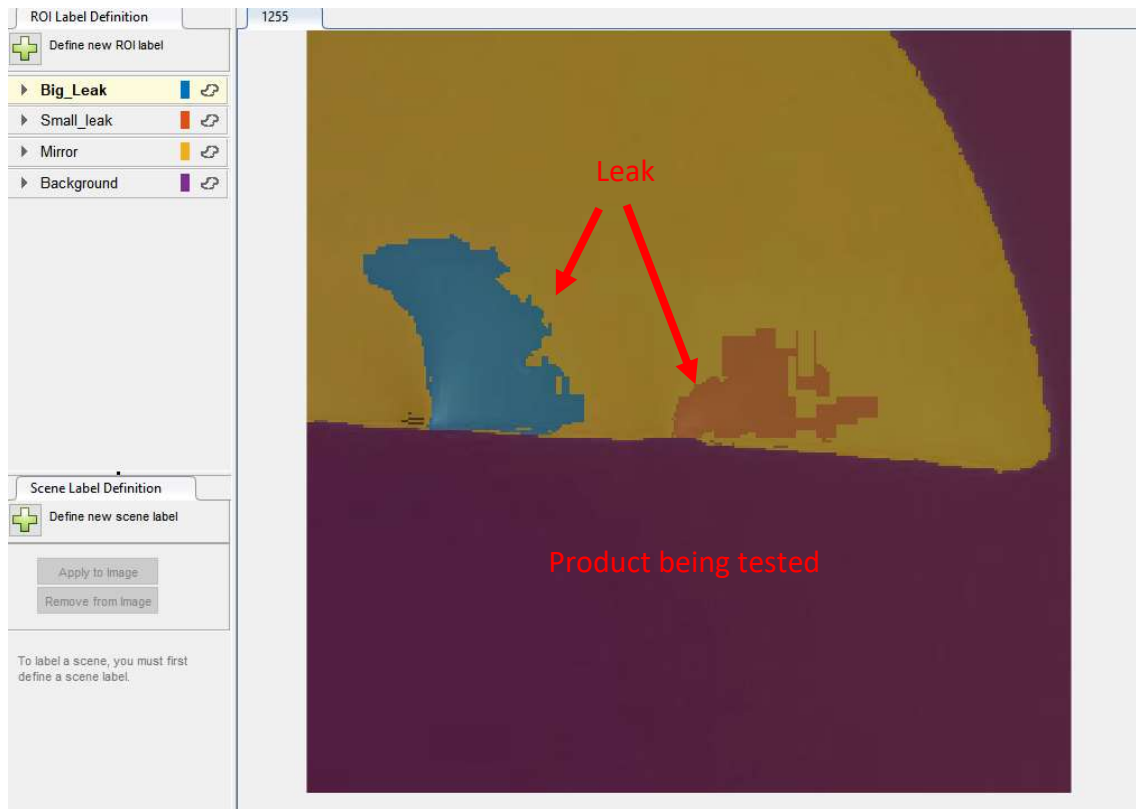 ROI Label Definition
Define new ROI label
Big_Leak
Small_leak
Mirror
Background
Scene Label Definition
Define new scene label
Apply to Image
Remove from Image
To label a scene, you must first
define a scene label.
1255
Leak
Product being tested